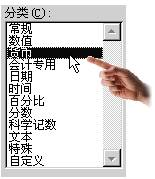 分类(C):
常规
数值
货币
会计专用
日期
时间
百分比
分数
科学记数
文本
特殊
自定义